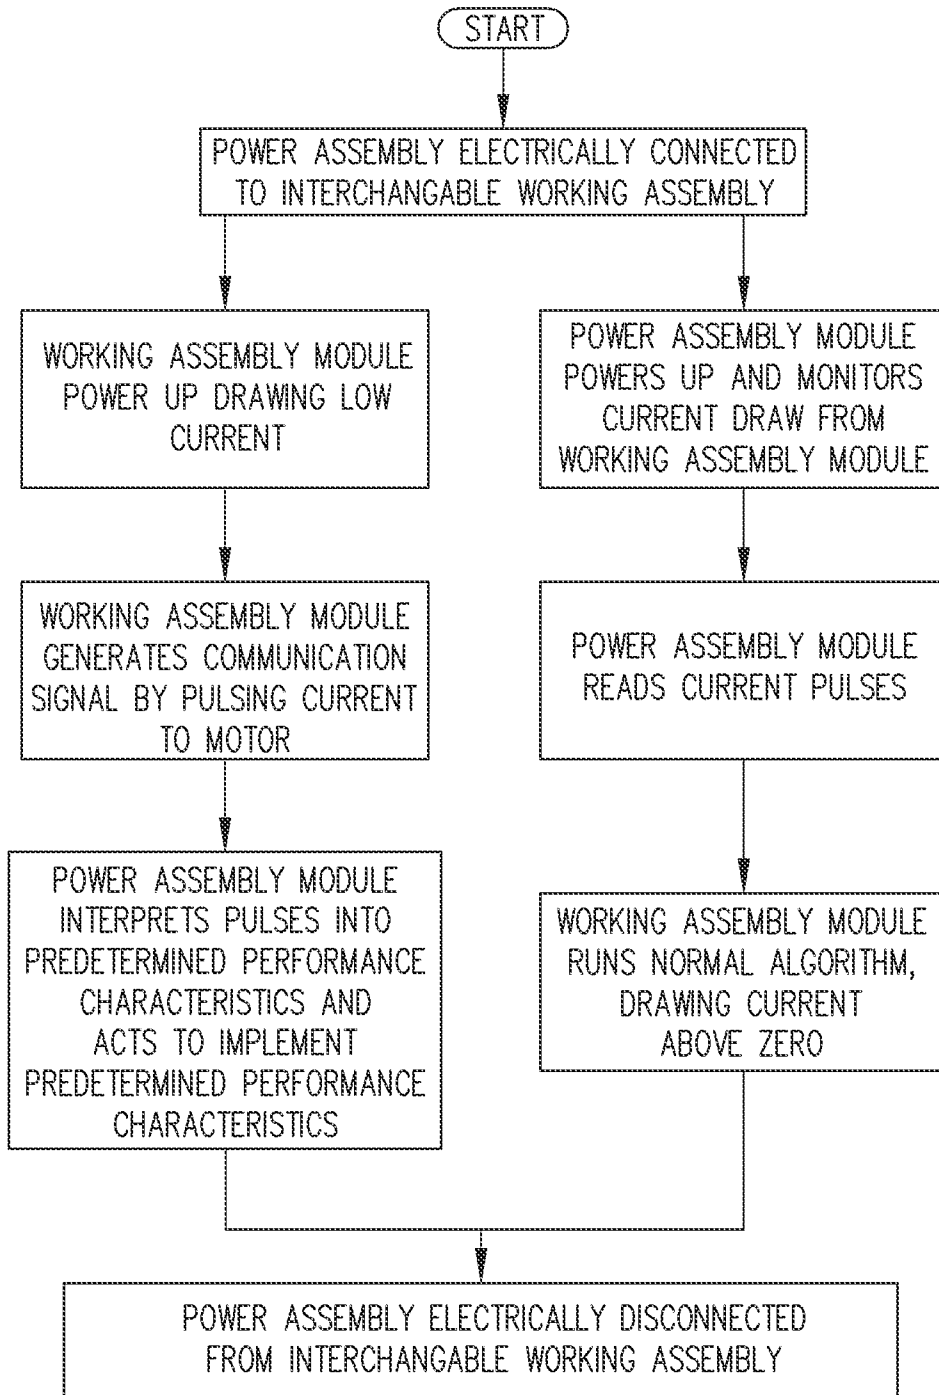 START
POWER ASSEMBLY ELECTRICALLY CONNECTED
TO INTERCHANGABLE WORKING ASSEMBLY
WORKING ASSEMBLY MODULE
POWER UP DRAWING LOW
CURRENT
POWER ASSEMBLY MODULE
POWERS UP AND MONITORS
CURRENT DRAW FROM
WORKING ASSEMBLY MODULE
WORKING ASSEMBLY MODULE
GENERATES COMMUNICATION
SIGNAL BY PULSING CURRENT
TO MOTOR
POWER ASSEMBLY MODULE
READS CURRENT PULSES
POWER ASSEMBLY MODULE
INTERPRETS PULSES INTO
PREDETERMINED PERFORMANCE
CHARACTERISTICS AND
ACTS TO IMPLEMENT
PREDETERMINED PERFORMANCE
CHARACTERISTICS
WORKING ASSEMBLY MODULE
RUNS NORMAL ALGORITHM,
DRAWING CURRENT
ABOVE ZERO
POWER ASSEMBLY ELECTRICALLY DISCONNECTED
FROM INTERCHANGABLE WORKING ASSEMBLY